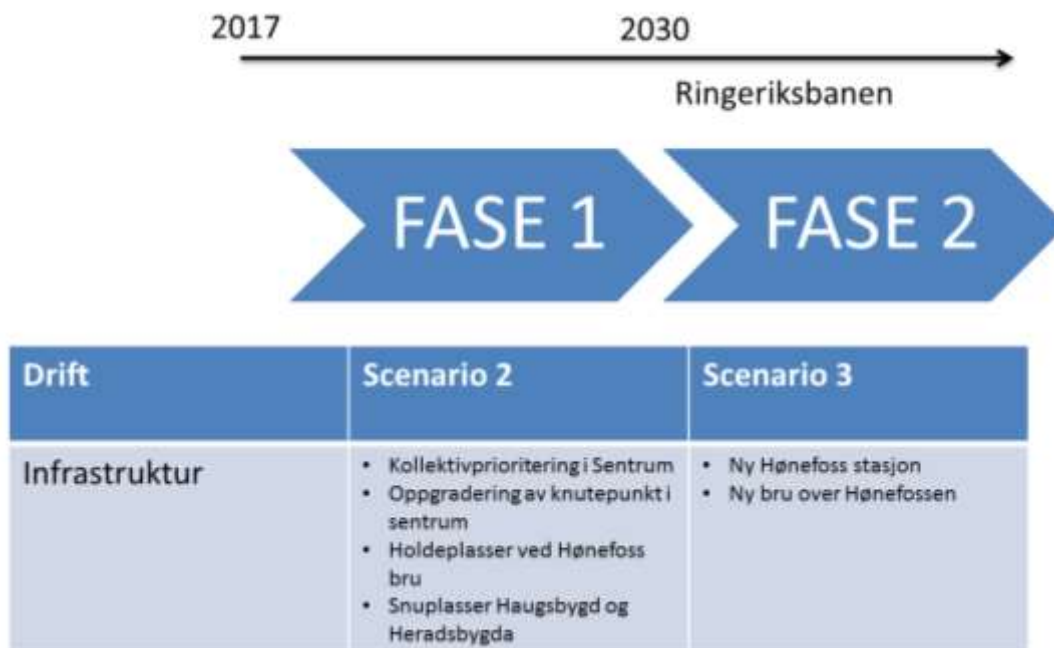 2017 2030
Ringeriksbanen
FASE 1 FASE 2
Drift Scenario 2 Scenario 3
Infrastruktur
• Kollektivprioritering i Sentrum
• Oppgradering av knutepunkt i
sentrum
• Holdeplasser ved Hønefoss
bru
• Snuplasser Haugsbygd og
Heradsbygda
• Ny Hønefoss stasjon
• Ny bru over Hønefossen